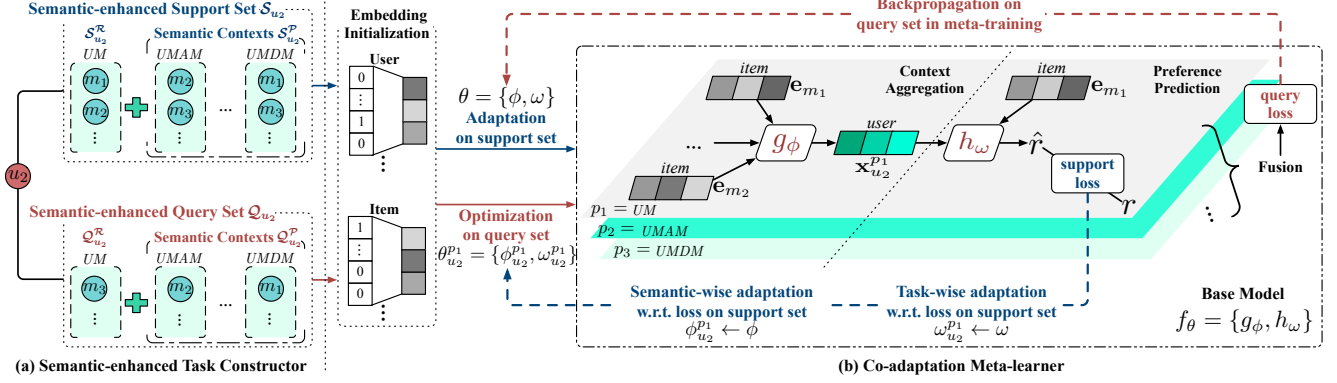 Semantic-enhanced Support Set 𝒮_{u_2}
𝒮^ℛ_{u_2}
UM
Semantic Contexts 𝒮^𝒫_{u_2}
UMAM
UMDM
m_1
m_2
⋮
m_2
m_3
⋮
...
m_3
⋮
u_2
Semantic-enhanced Query Set 𝒬_{u_2}
𝒬^ℛ_{u_2}
UM
Semantic Contexts 𝒬^𝒫_{u_2}
UMAM
UMDM
m_3
⋮
m_2
⋮
...
m_1
⋮
(a) Semantic-enhanced Task Constructor
Embedding
Initialization
User
0
⋮
1
0
⋮
Item
1
⋮
0
0
⋮
θ = {ϕ, ω}
Adaptation
on support set
Optimization
on query set
θ^{p_1}_{u_2} = {ϕ^{p_1}_{u_2}, ω^{p_1}_{u_2}}
Backpropagation on
query set in meta-training
item
e_{m_1}
Context
Aggregation
item
e_{m_1}
Preference
Prediction
...
g_ϕ
user
x^{p_1}_{u_2}
h_ω
r̂
item
e_{m_2}
support
loss
r
query
loss
Fusion
⋮
p_1 = UM
p_2 = UMAM
p_3 = UMDM
Semantic-wise adaptation
w.r.t. loss on support set
ϕ^{p_1}_{u_2} ← ϕ
Task-wise adaptation
w.r.t. loss on support set
ω^{p_1}_{u_2} ← ω
Base Model
f_θ = {g_ϕ, h_ω}
(b) Co-adaptation Meta-learner